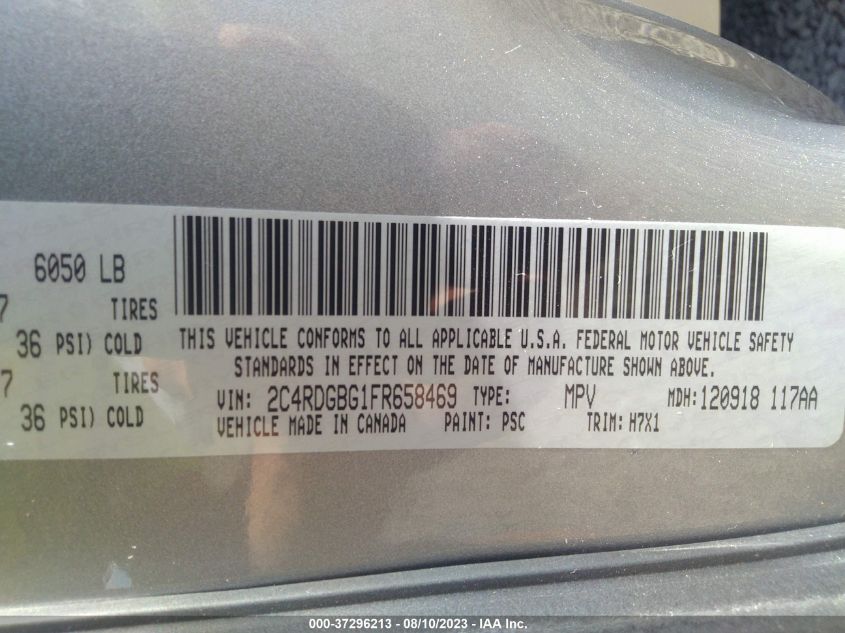 6050 LB
7 TIRES
36 PSI) COLD
7 TIRES
36 PSI) COLD
THIS VEHICLE CONFORMS TO ALL APPLICABLE U.S.A. FEDERAL MOTOR VEHICLE SAFETY
STANDARDS IN EFFECT ON THE DATE OF MANUFACTURE SHOWN ABOVE.
VIN: 2C4RDGBG1FR658469 TYPE: MPV MDH:120918 117AA
VEHICLE MADE IN CANADA PAINT: PSC TRIM: H7X1
000-37296213 - 08/10/2023 - IAA Inc.